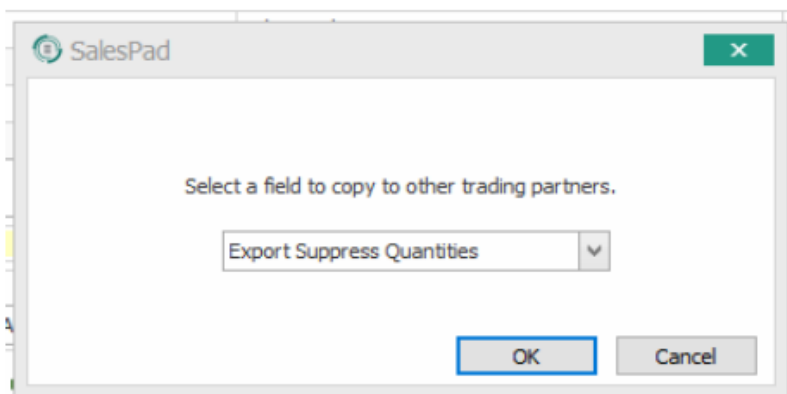 SalesPad
Select a field to copy to other trading partners.
Export Suppress Quantities
OK
Cancel